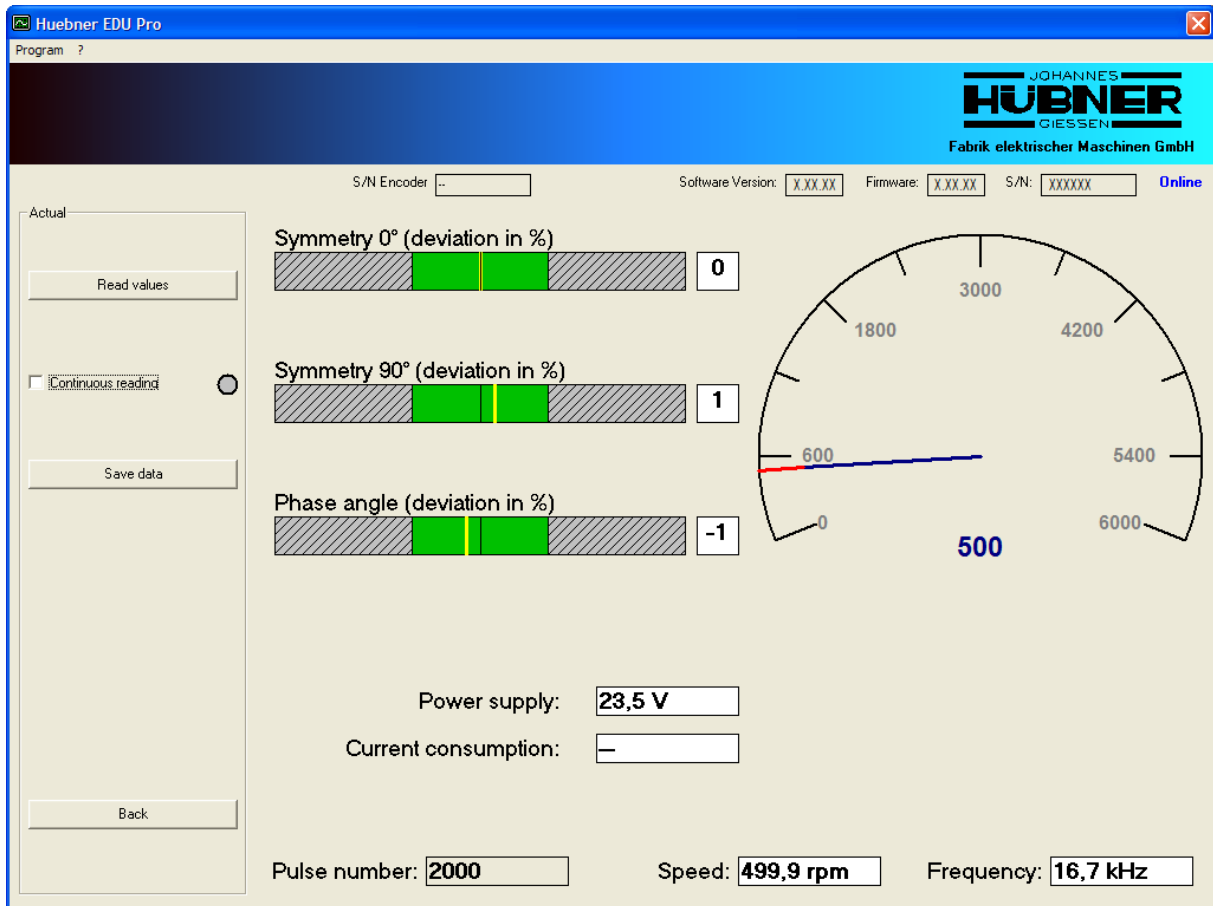 Huebner EDU Pro
Program ?
JOHANNES
HÜBNER
GIESSEN
Fabrik elektrischer Maschinen GmbH
S/N Encoder -- Software Version: X.XX.XX Firmware: X.XX.XX S/N: XXXXXX Online
Actual
Read values
Continuous reading
Save data
Back
Symmetry 0° (deviation in %)
0
Symmetry 90° (deviation in %)
1
Phase angle (deviation in %)
-1
3000
1800 4200
600 5400
0 6000
500
Power supply: 23,5 V
Current consumption: —
Pulse number: 2000 Speed: 499,9 rpm Frequency: 16,7 kHz